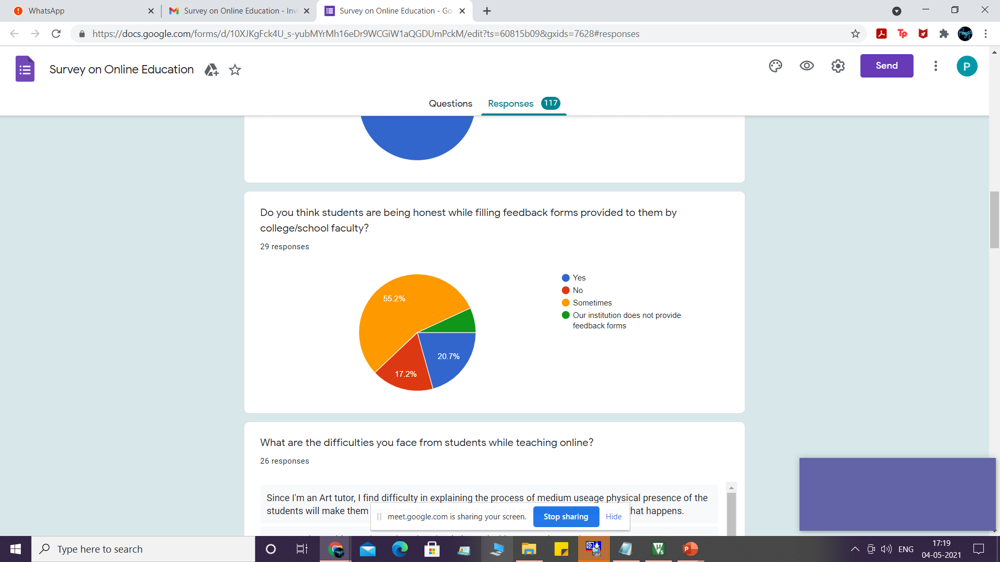 WhatsApp
Survey on Online Education - Inv
Survey on Online Education - Go
https://docs.google.com/forms/d/10XJKgFck4U_s-yubMYrMh16eDr9WCGiW1aQGDUmPckM/edit?ts=60815b09&gxids=7628#responses
Survey on Online Education
Send
P
Questions
Responses 117
Do you think students are being honest while filling feedback forms provided to them by
college/school faculty?
29 responses
55.2%
20.7%
17.2%
Yes
No
Sometimes
Our institution does not provide
feedback forms
What are the difficulties you face from students while teaching online?
26 responses
Since I'm an Art tutor, I find difficulty in explaining the process of medium useage physical presence of the
students will make them that happens.
meet.google.com is sharing your screen. Stop sharing Hide
Type here to search
ENG
17:19
04-05-2021